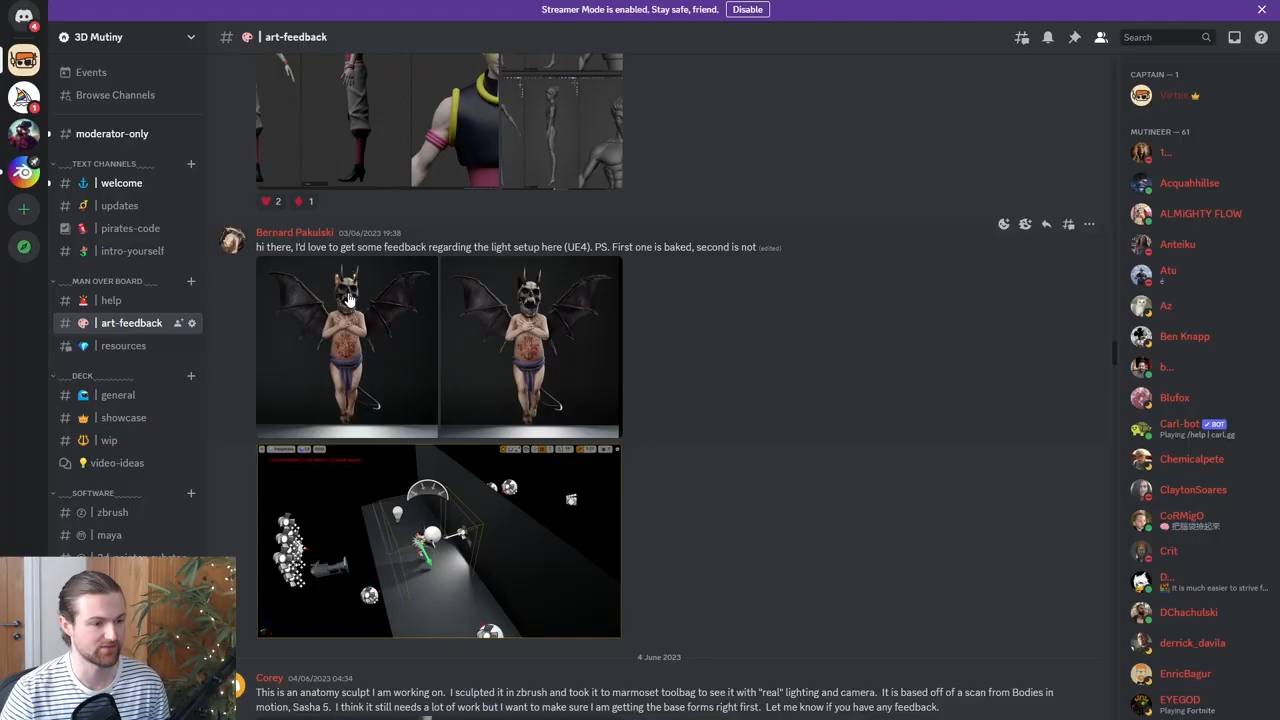 Streamer Mode is enabled. Stay safe, friend.
Disable
4
1
3D Mutiny
Events
Browse Channels
moderator-only
TEXT CHANNELS
| welcome
| updates
| pirates-code
| intro-yourself
MAN OVER BOARD
| help
| art-feedback
| resources
DECK
| general
| showcase
| wip
video-ideas
SOFTWARE
| zbrush
| maya
| art-feedback
Search
2
1
Bernard Pakulski 03/06/2023 19:38
hi there, I'd love to get some feedback regarding the light setup here (UE4). PS. First one is baked, second is not (edited)
4 June 2023
Corey 04/06/2023 04:34
This is an anatomy sculpt I am working on. I sculpted it in zbrush and took it to marmoset toolbag to see it with "real" lighting and camera. It is based off of a scan from Bodies in
motion, Sasha 5. I think it still needs a lot of work but I want to make sure I am getting the base forms right first. Let me know if you have any feedback.
CAPTAIN — 1
Virtus
MUTINEER — 61
1...
Acquahhillse
ALMIGHTY FLOW
Anteiku
Atu
é
Az
Ben Knapp
b...
Blufox
Carl-bot ✓ BOT
Playing /help | carl.gg
Chemicalpete
ClaytonSoares
CoRMigO
Crit
D...
It is much easier to strive f...
DChachulski
derrick_davila
EnricBagur
EYEGOD
Playing Fortnite